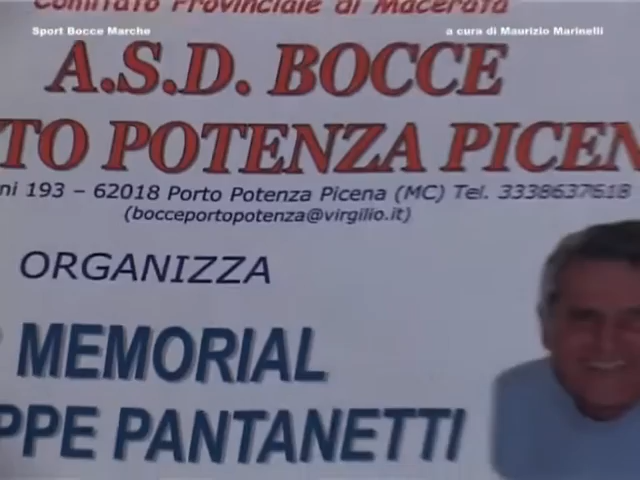 Comitato Provinciale di Macerata
Sport Bocce Marche
a cura di Maurizio Marinelli
A.S.D. BOCCE
TO POTENZA PICEN
ni 193 – 62018 Porto Potenza Picena (MC) Tel. 3338637618
(bocceportopotenza@virgilio.it)
ORGANIZZA
MEMORIAL
PPE PANTANETTI